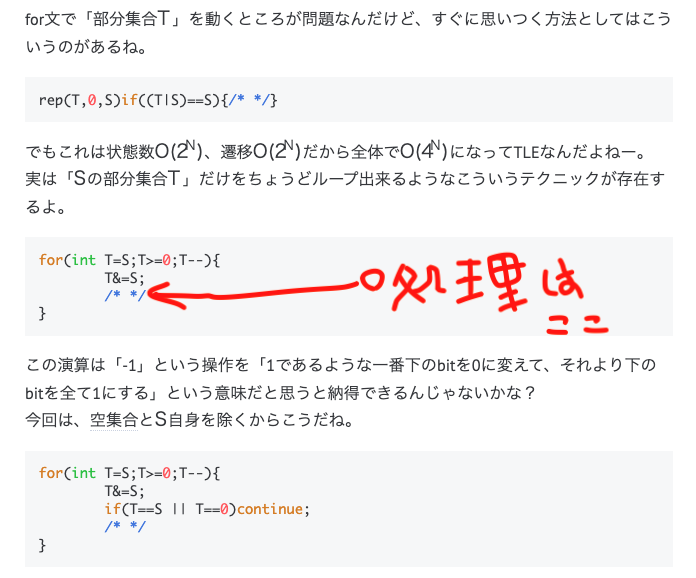 for文で「部分集合T」を動くところが問題なんだけど、すぐに思いつく方法としてはこう
いうのがあるね。
rep(T,0,S)if((T|S)==S){/* */}
でもこれは状態数O(2^N)、遷移O(2^N)だから全体でO(4^N)になってTLEなんだよねー。
実は「Sの部分集合T」だけをちょうどループ出来るようなこういうテクニックが存在す
るよ。
for(int T=S;T>=0;T--){
T&=S;
/* */
処理は
ここ
}
この演算は「-1」という操作を「1であるような一番下のbitを0に変えて、それより下の
bitを全て1にする」という意味だと思うと納得できるんじゃないかな？
今回は、空集合とS自身を除くからこうだね。
for(int T=S;T>=0;T--){
T&=S;
if(T==S || T==0)continue;
/* */
}